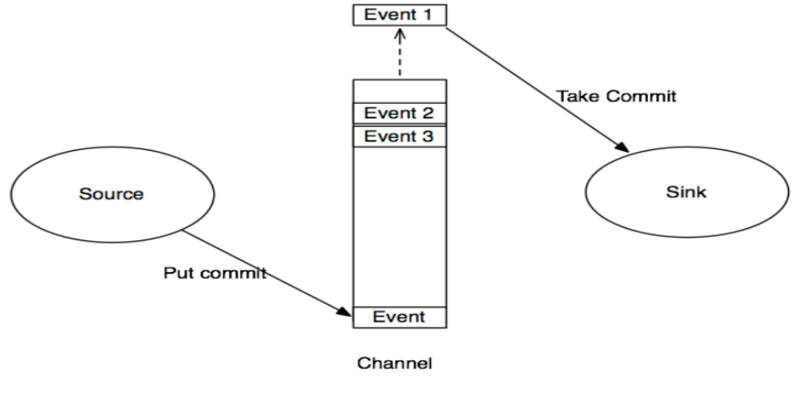 Event 1
Take Commit
Event 2
Event 3
Source
Sink
Put commit
Event
Channel